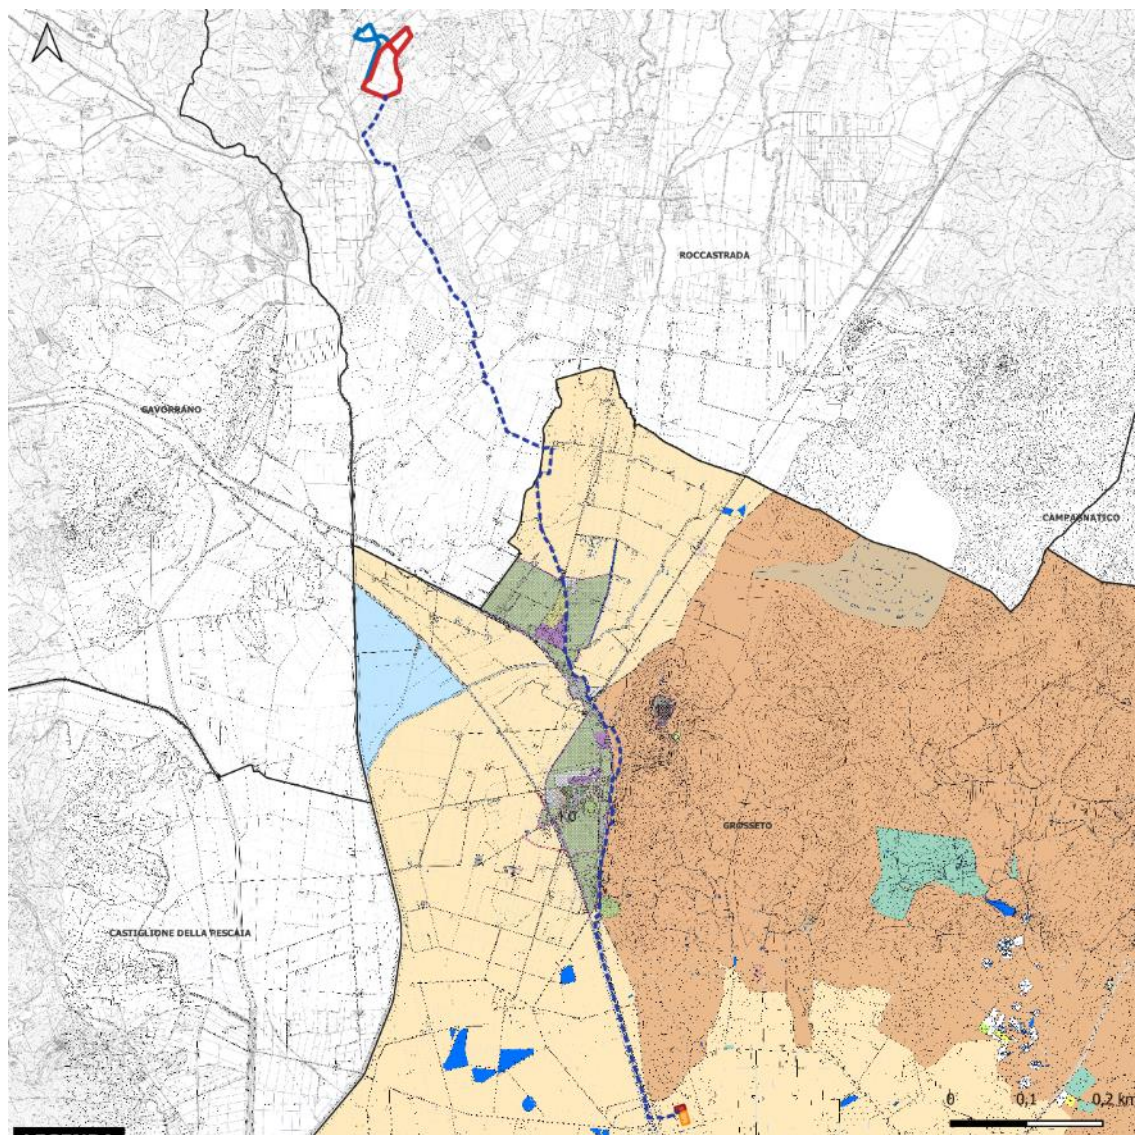 ROCCASTRADA
GAVORRANO
CAMPAGNATICO
GROSSETO
CASTIGLIONE DELLA PESCAIA
0 0,1 0,2 km